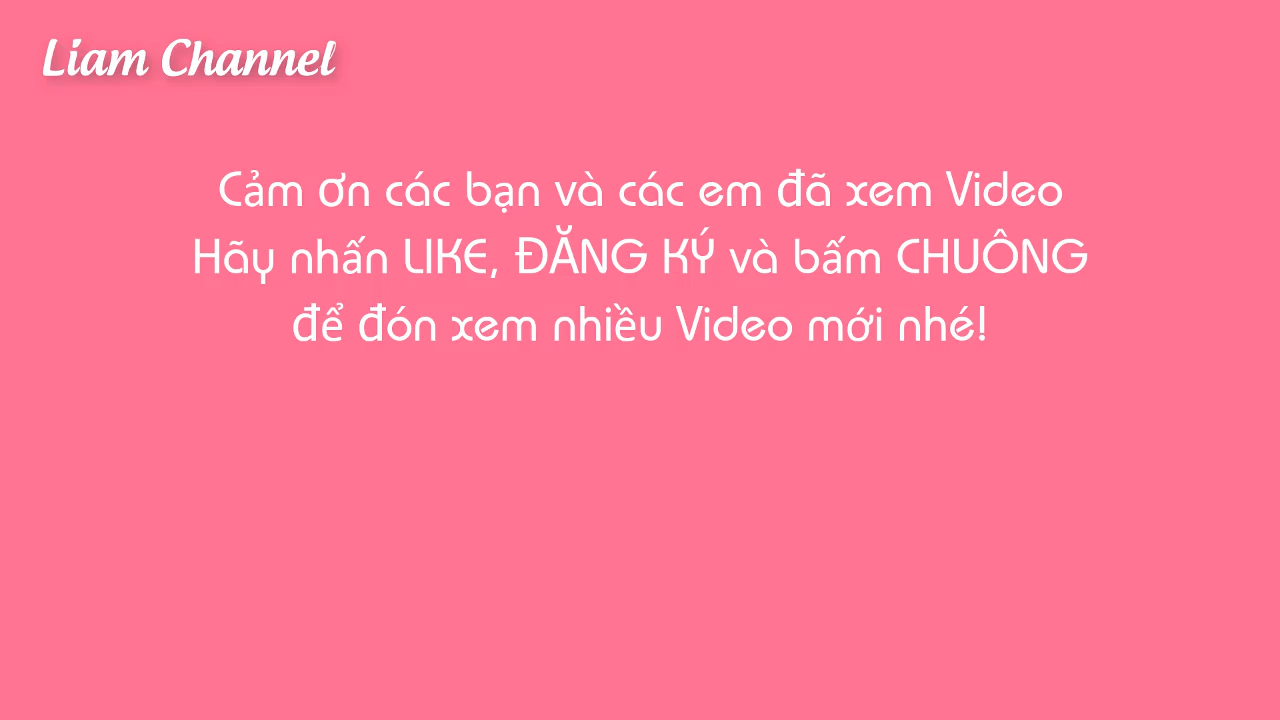 Liam Channel
Cảm ơn các bạn và các em đã xem Video
Hãy nhấn LIKE, ĐĂNG KÝ và bấm CHUÔNG
để đón xem nhiều Video mới nhé!